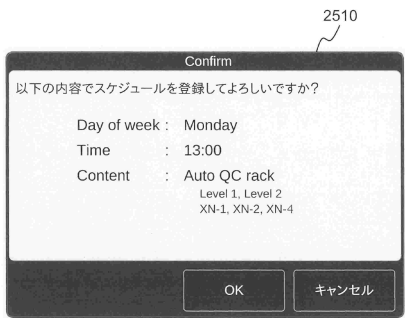 2510
Confirm
以下の内容でスケジュールを登録してよろしいですか?
Day of week : Monday
Time : 13:00
Content : Auto QC rack
Level 1, Level 2
XN-1, XN-2, XN-4
OK キャンセル